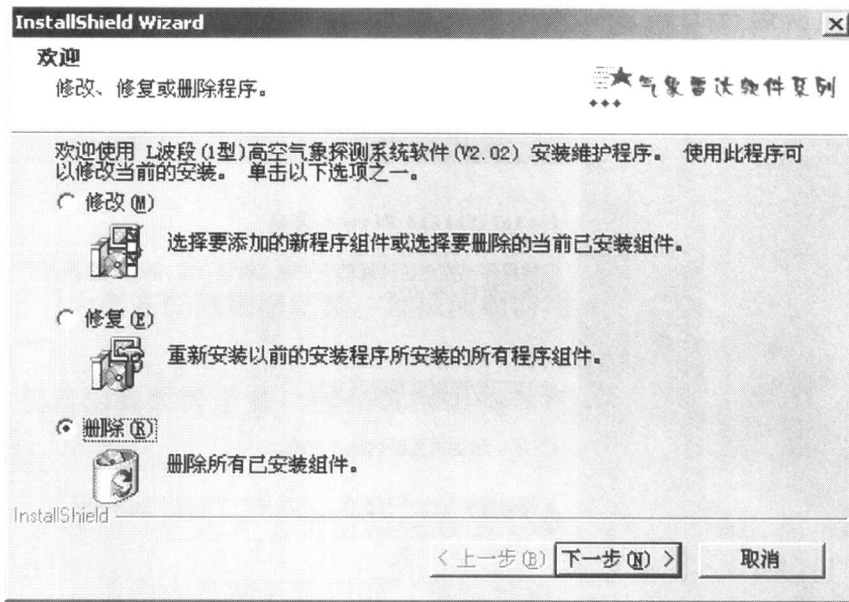 InstallShield Wizard
欢迎
修改、修复或删除程序。
气象雷达软件系列
欢迎使用 L波段(1型)高空气象探测系统软件(V2.02) 安装维护程序。 使用此程序可
以修改当前的安装。 单击以下选项之一。
修改(M)
选择要添加的新程序组件或选择要删除的当前已安装组件。
修复(E)
重新安装以前的安装程序所安装的所有程序组件。
删除(R)
删除所有已安装组件。
InstallShield
< 上一步(B)
下一步(N) >
取消